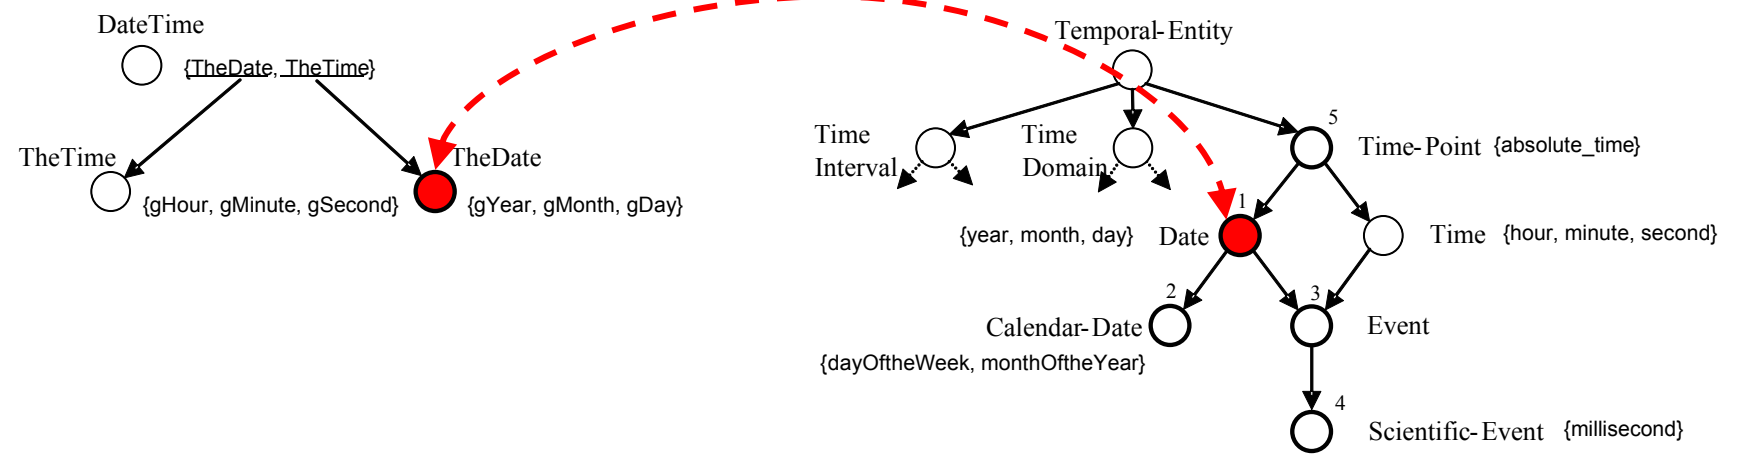 DateTime
{TheDate, TheTime}
TheTime
{gHour, gMinute, gSecond}
TheDate
{gYear, gMonth, gDay}
Temporal-Entity
Time
Interval
Time
Domain
5
Time-Point {absolute_time}
1
{year, month, day} Date
Time {hour, minute, second}
2
Calendar-Date
{dayOftheWeek, monthOftheYear}
3
Event
4
Scientific-Event {millisecond}